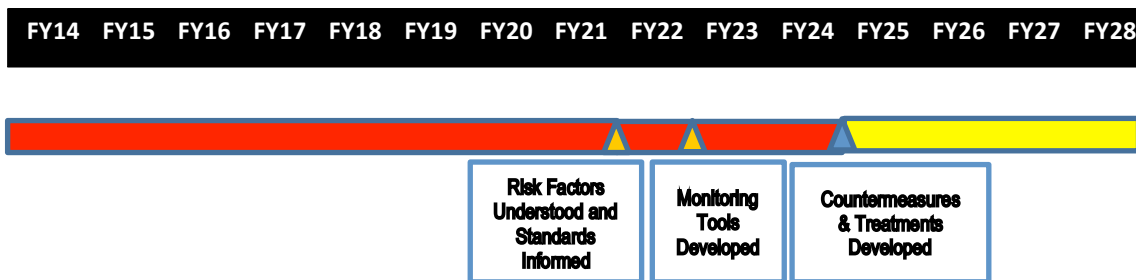 FY14 FY15 FY16 FY17 FY18 FY19 FY20 FY21 FY22 FY23 FY24 FY25 FY26 FY27 FY28
Risk Factors
Understood and
Standards
Informed
Monitoring
Tools
Developed
Countermeasures
& Treatments
Developed